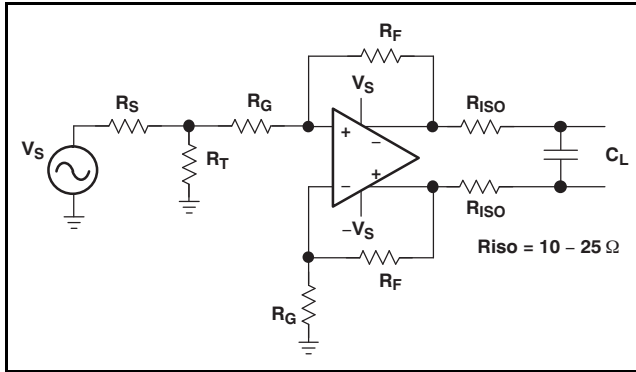 R_F
V_S
R_S
R_G
R_ISO
V_S
+
−
R_T
C_L
−
+
R_ISO
−V_S
Riso = 10 − 25 Ω
R_F
R_G